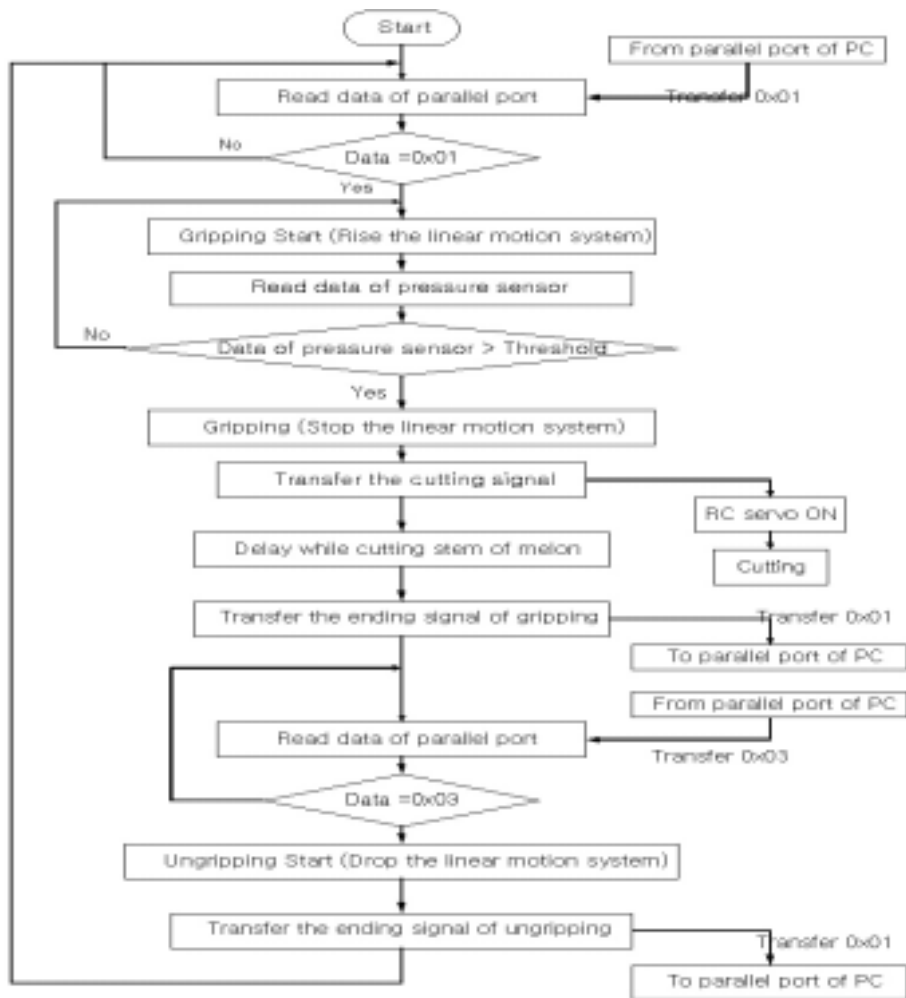 Start
From parallel port of PC
Read data of parallel port
Transfer 0x01
No
Data =0x01
Yes
Gripping Start (Rise the linear motion system)
Read data of pressure sensor
No
Data of pressure sensor > Threshold
Yes
Gripping (Stop the linear motion system)
Transfer the cutting signal
RC servo ON
Delay while cutting stem of melon
Cutting
Transfer the ending signal of gripping
Transfer 0x01
To parallel port of PC
From parallel port of PC
Read data of parallel port
Transfer 0x03
Data =0x03
Ungripping Start (Drop the linear motion system)
Transfer the ending signal of ungripping
Transfer 0x01
To parallel port of PC